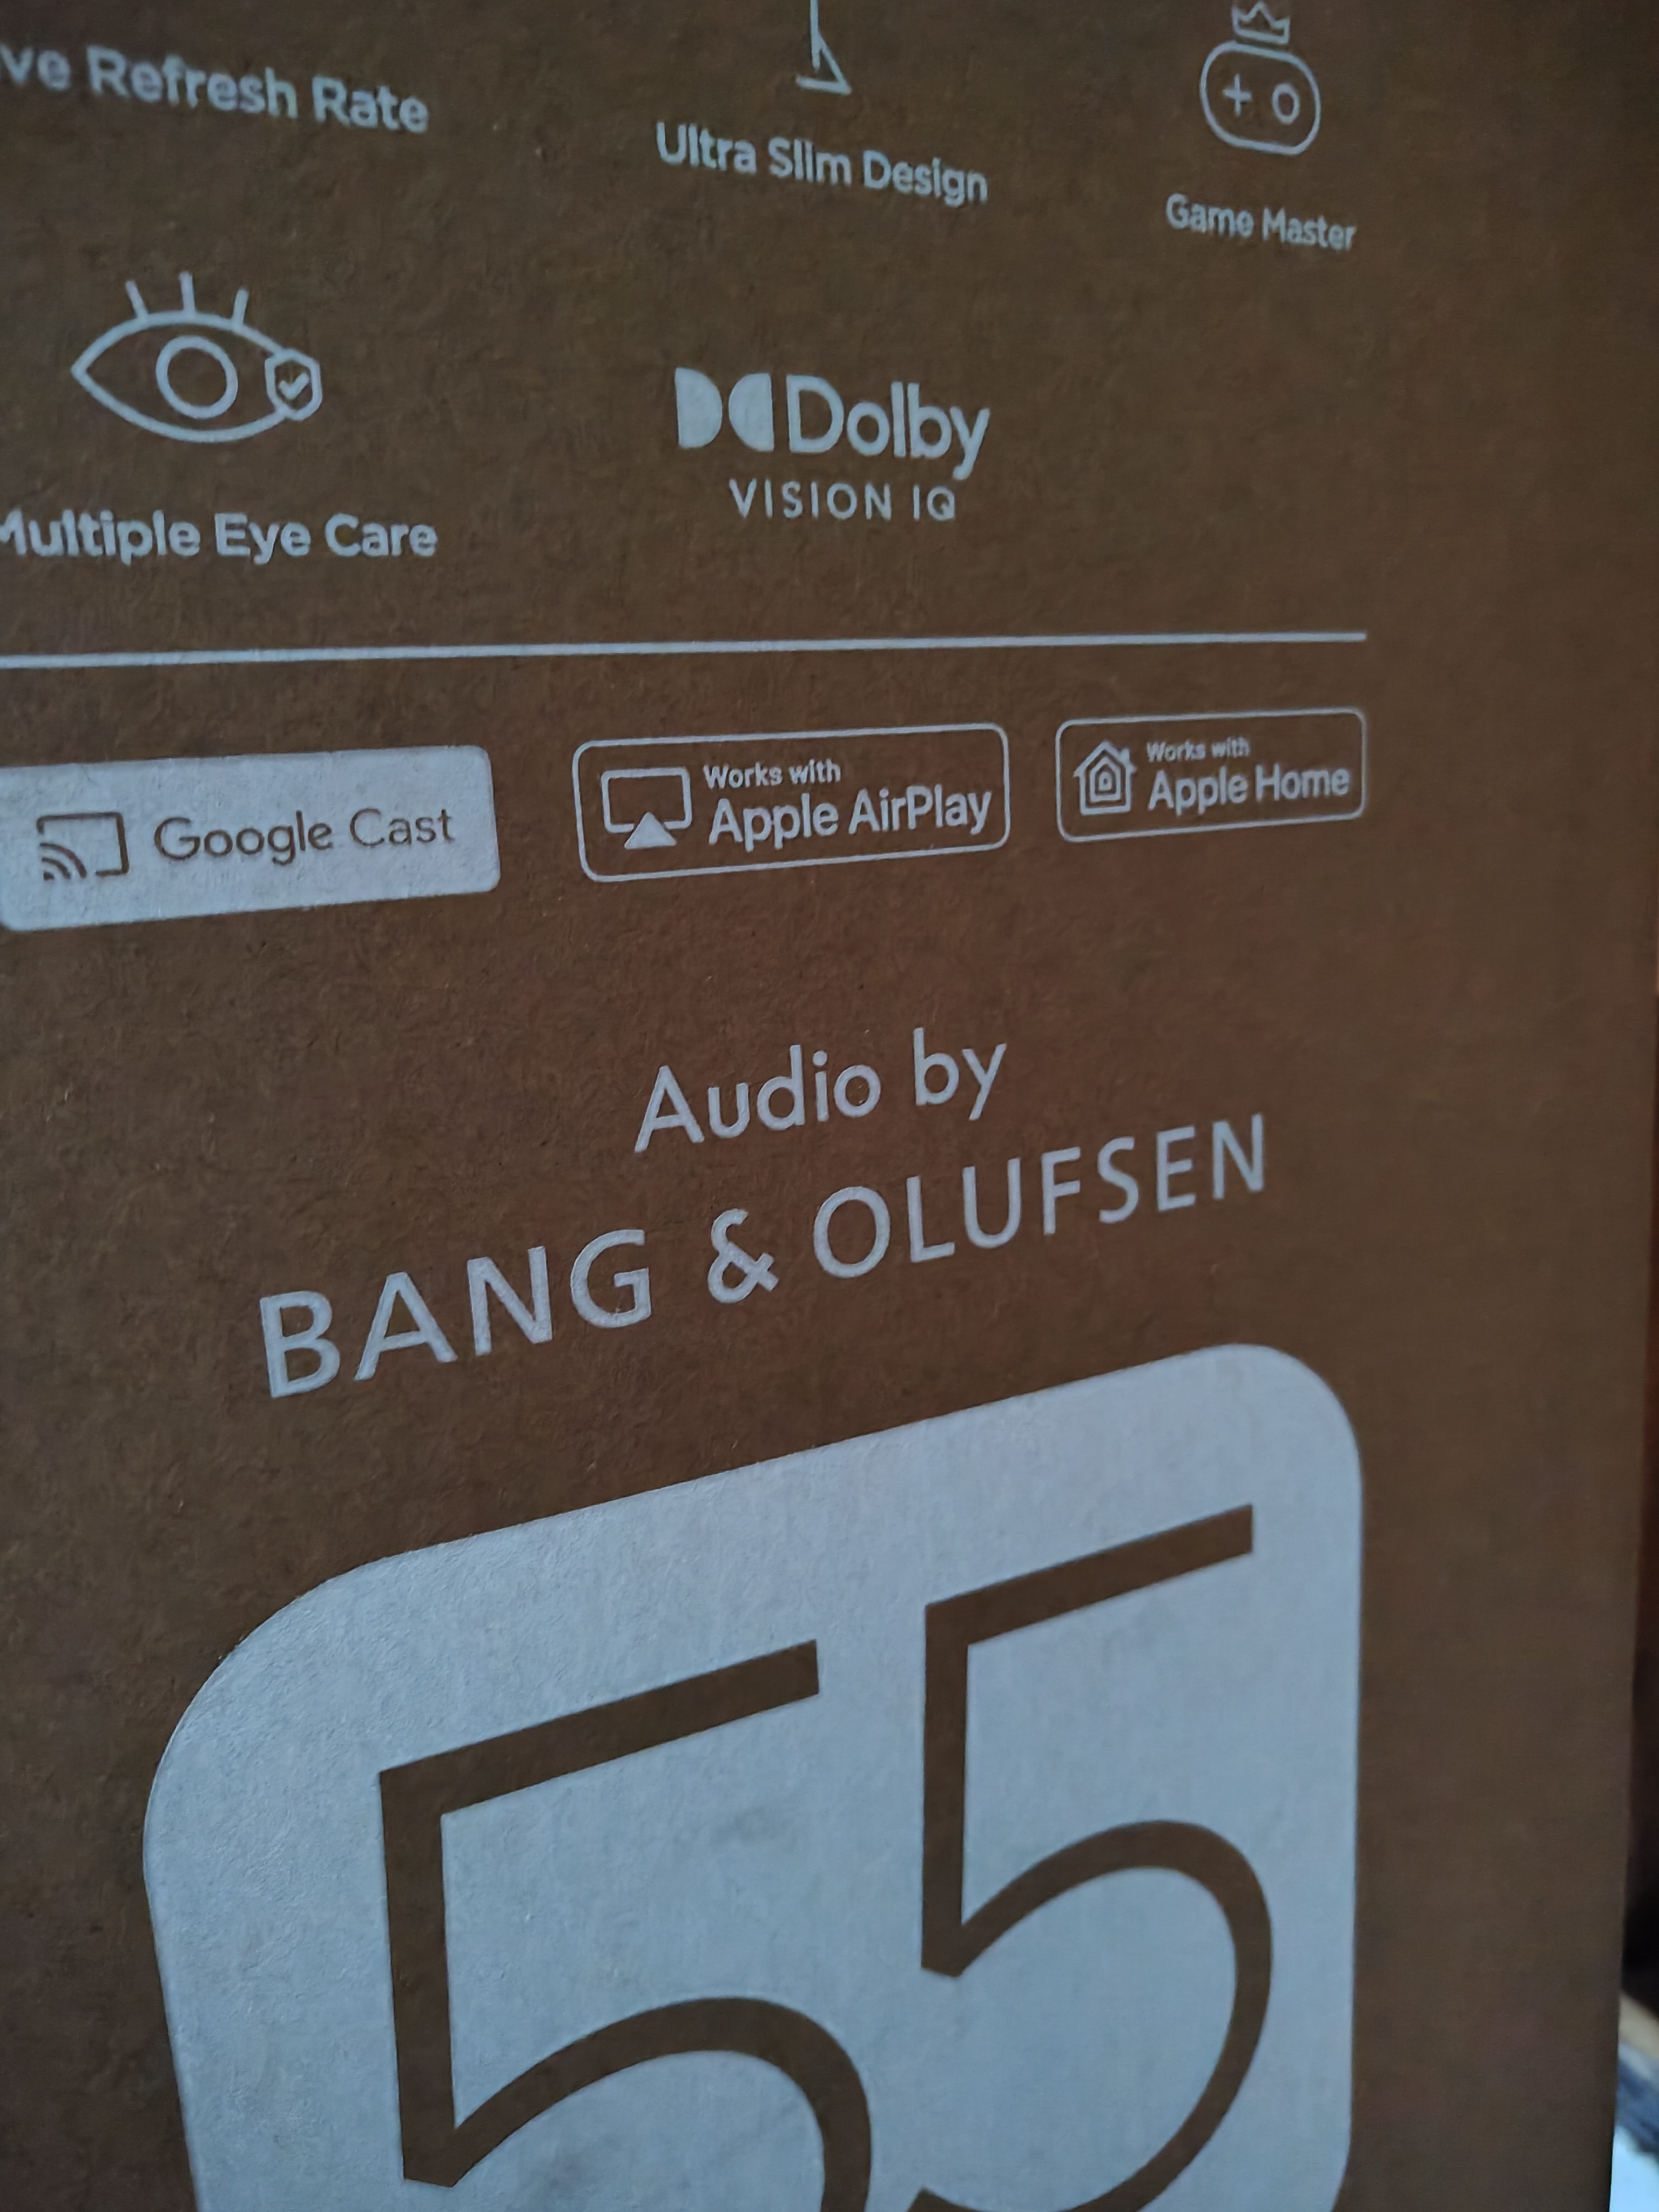 ve Refresh Rate
Ultra Slim Design
Game Master
Multiple Eye Care
Dolby
VISION IQ
Google Cast
Works with
Apple AirPlay
Works with
Apple Home
Audio by
BANG & OLUFSEN
55